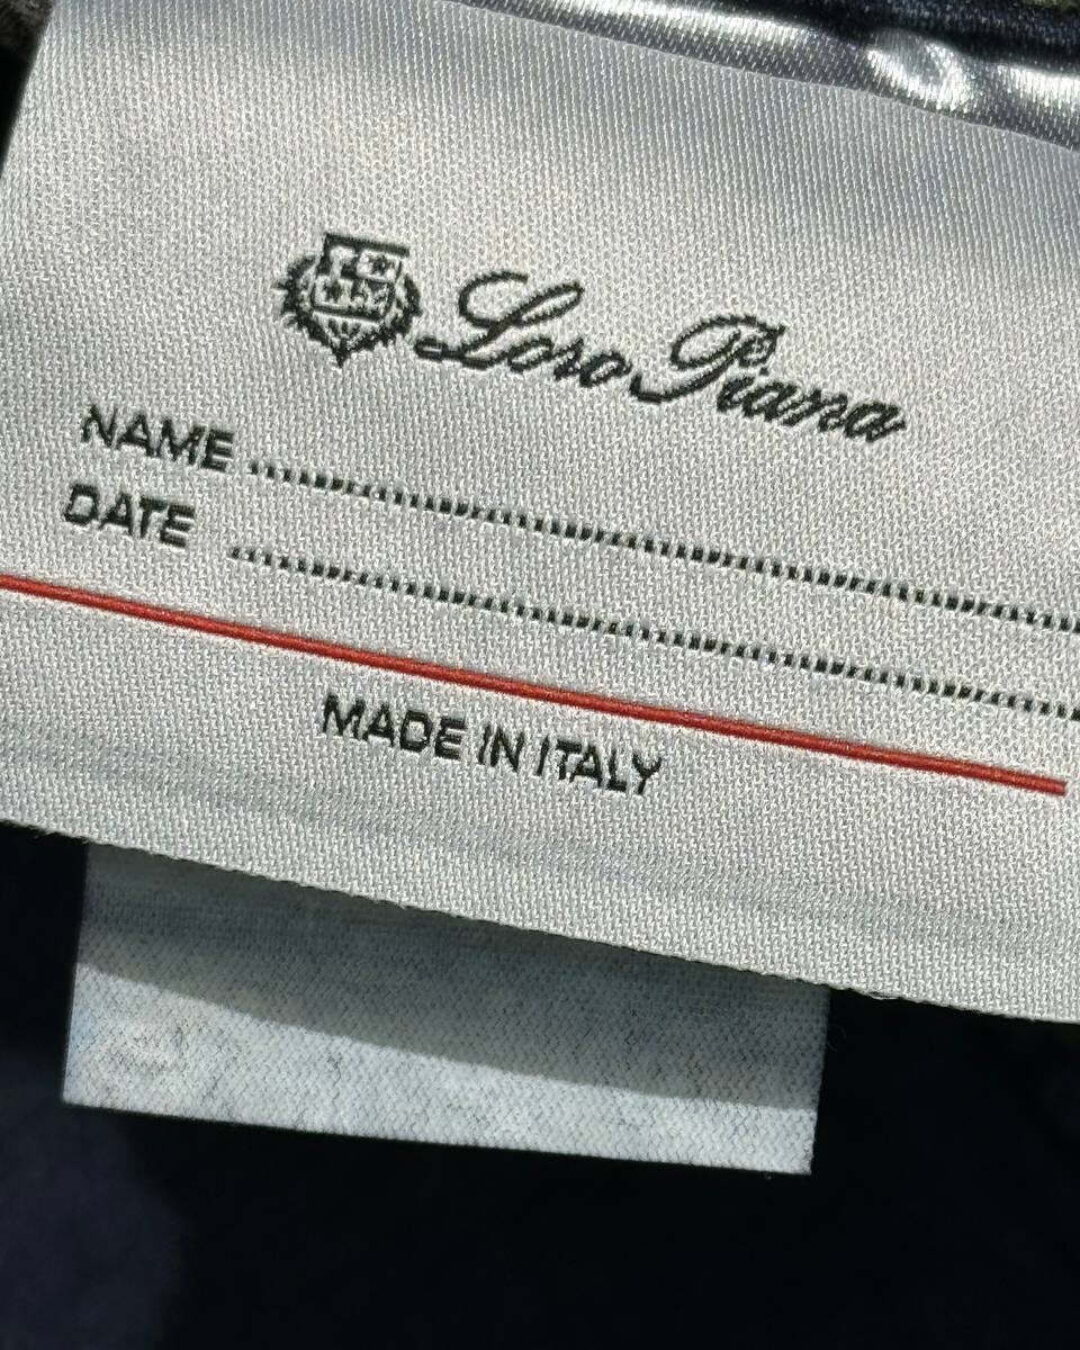 Loro Piana
NAME ........................................
DATE ........................................
MADE IN ITALY